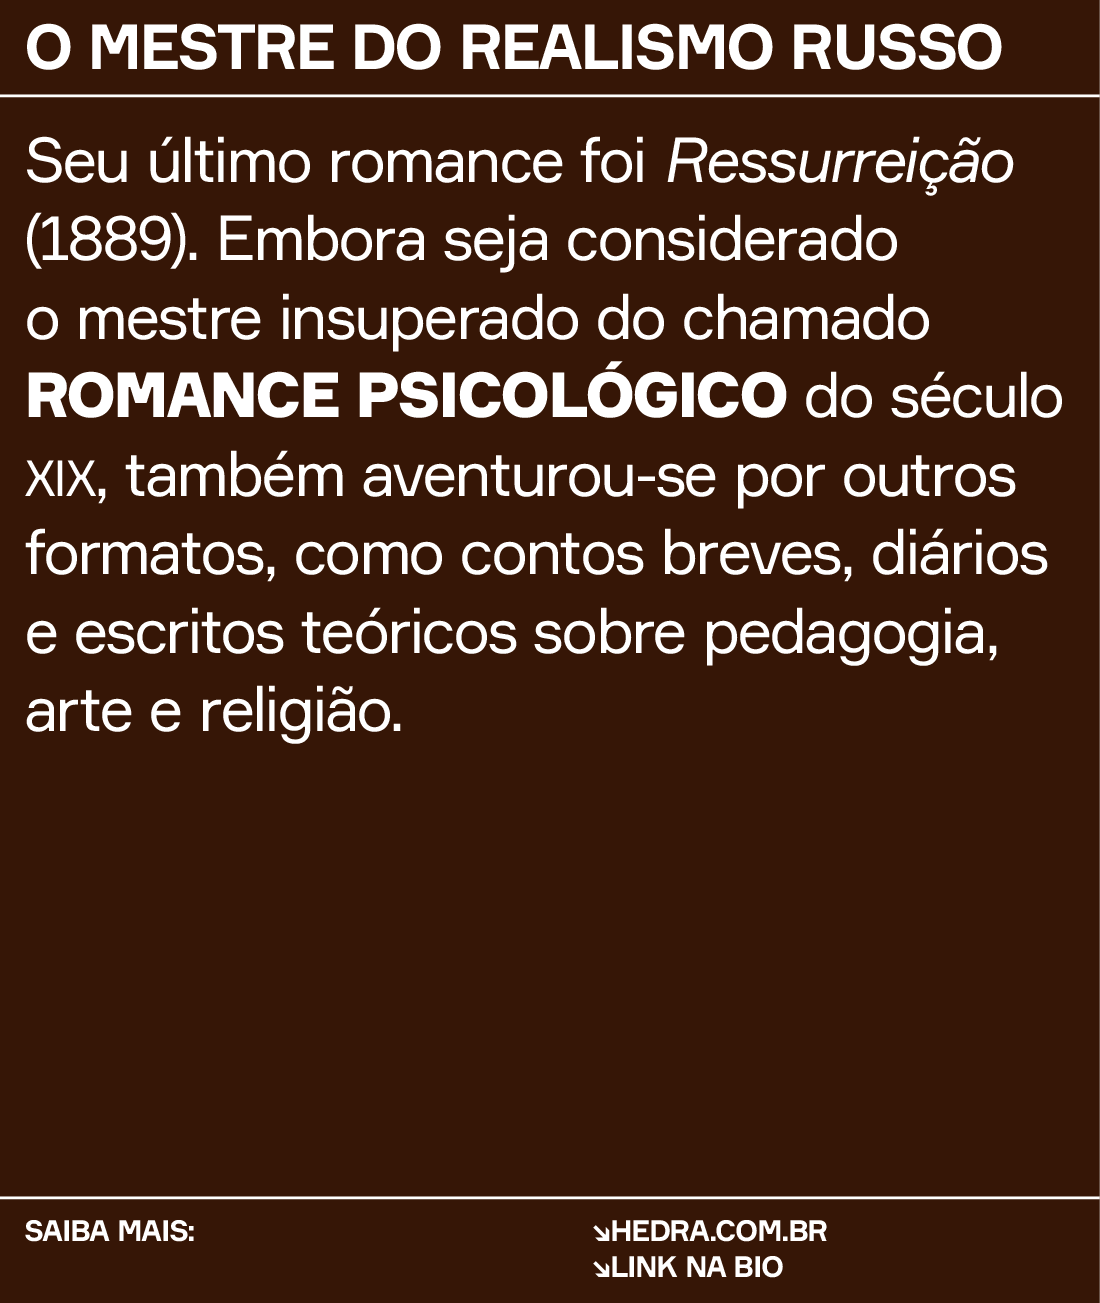 O MESTRE DO REALISMO RUSSO
Seu último romance foi Ressurreição
(1889). Embora seja considerado
o mestre insuperado do chamado
ROMANCE PSICOLÓGICO do século
XIX, também aventurou-se por outros
formatos, como contos breves, diários
e escritos teóricos sobre pedagogia,
arte e religião.
SAIBA MAIS:
↘HEDRA.COM.BR
↘LINK NA BIO